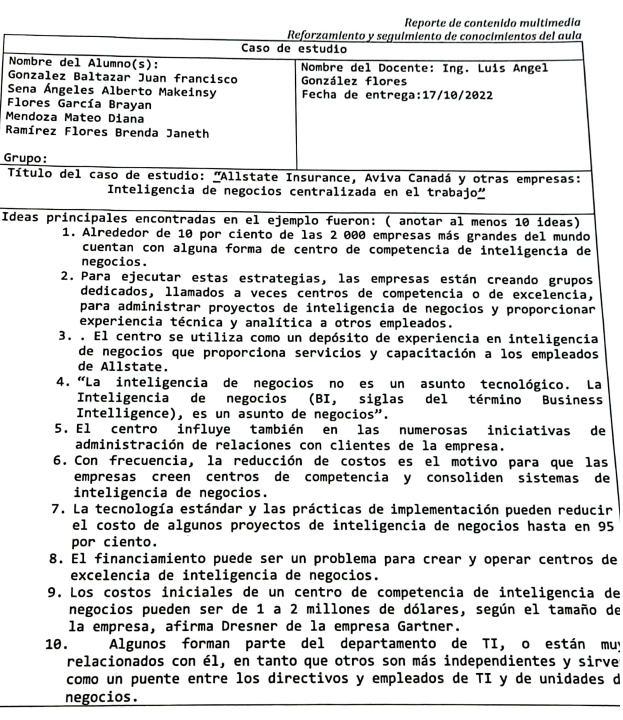 Reporte de contenido multimedia
Reforzamiento y seguimiento de conocimientos del aula
Caso de estudio
Nombre del Alumno(s):
Gonzalez Baltazar Juan francisco
Sena Ángeles Alberto Makeinsy
Flores García Brayan
Mendoza Mateo Diana
Ramírez Flores Brenda Janeth
Grupo:
Nombre del Docente: Ing. Luis Angel
González flores
Fecha de entrega:17/10/2022
Título del caso de estudio: “Allstate Insurance, Aviva Canadá y otras empresas:
Inteligencia de negocios centralizada en el trabajo”
Ideas principales encontradas en el ejemplo fueron: ( anotar al menos 10 ideas)
1. Alrededor de 10 por ciento de las 2 000 empresas más grandes del mundo
cuentan con alguna forma de centro de competencia de inteligencia de
negocios.
2. Para ejecutar estas estrategias, las empresas están creando grupos
dedicados, llamados a veces centros de competencia o de excelencia,
para administrar proyectos de inteligencia de negocios y proporcionar
experiencia técnica y analítica a otros empleados.
3. . El centro se utiliza como un depósito de experiencia en inteligencia
de negocios que proporciona servicios y capacitación a los empleados
de Allstate.
4. “La inteligencia de negocios no es un asunto tecnológico. La
Inteligencia de negocios (BI, siglas del término Business
Intelligence), es un asunto de negocios”.
5. El centro influye también en las numerosas iniciativas de
administración de relaciones con clientes de la empresa.
6. Con frecuencia, la reducción de costos es el motivo para que las
empresas creen centros de competencia y consoliden sistemas de
inteligencia de negocios.
7. La tecnología estándar y las prácticas de implementación pueden reducir
el costo de algunos proyectos de inteligencia de negocios hasta en 95
por ciento.
8. El financiamiento puede ser un problema para crear y operar centros de
excelencia de inteligencia de negocios.
9. Los costos iniciales de un centro de competencia de inteligencia de
negocios pueden ser de 1 a 2 millones de dólares, según el tamaño de
la empresa, afirma Dresner de la empresa Gartner.
10. Algunos forman parte del departamento de TI, o están muy
relacionados con él, en tanto que otros son más independientes y
como un puente entre los directivos y empleados de TI y de unidades
negocios.